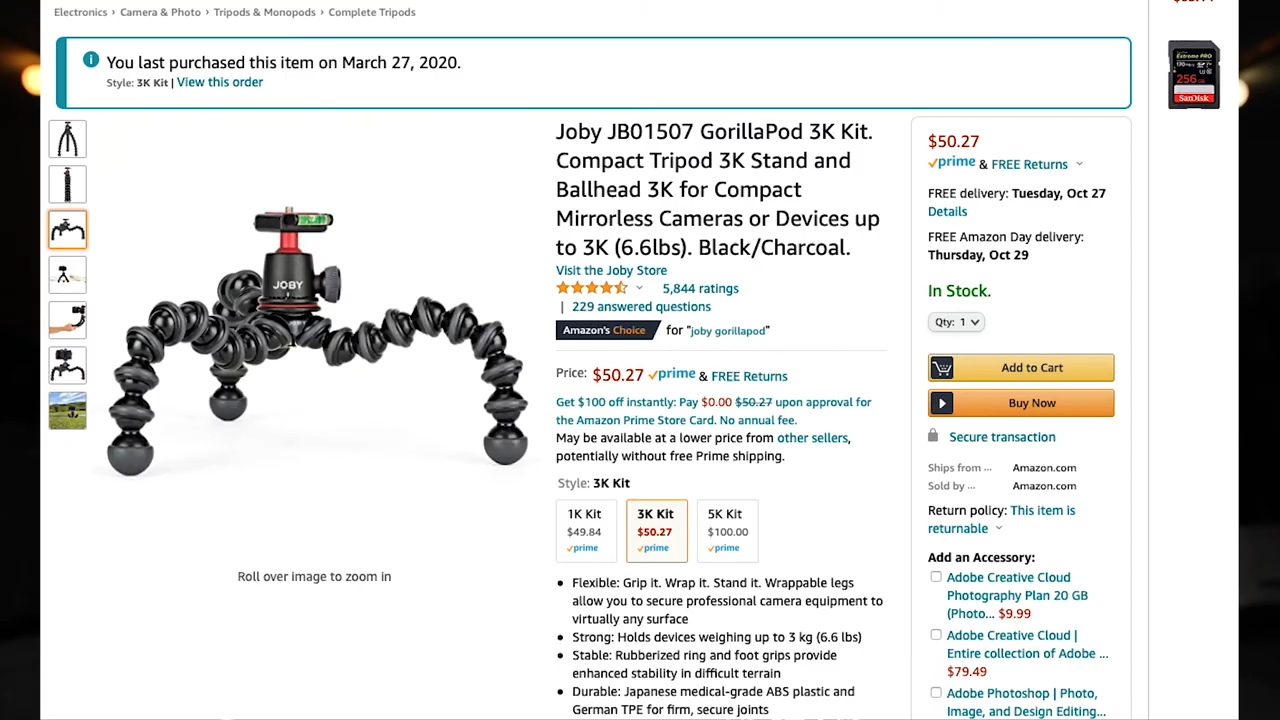 Electronics › Camera & Photo › Tripods & Monopods › Complete Tripods
You last purchased this item on March 27, 2020.
Style: 3K Kit | View this order
Extreme PRO
256
SanDisk
JOBY
Roll over image to zoom in
Joby JB01507 GorillaPod 3K Kit.
Compact Tripod 3K Stand and
Ballhead 3K for Compact
Mirrorless Cameras or Devices up
to 3K (6.6lbs). Black/Charcoal.
Visit the Joby Store
5,844 ratings
| 229 answered questions
Amazon's Choice for "joby gorillapod"
Price: $50.27 prime & FREE Returns
Get $100 off instantly: Pay $0.00 $50.27 upon approval for
the Amazon Prime Store Card. No annual fee.
May be available at a lower price from other sellers,
potentially without free Prime shipping.
Style: 3K Kit
1K Kit
$49.84
prime
3K Kit
$50.27
prime
5K Kit
$100.00
prime
• Flexible: Grip it. Wrap it. Stand it. Wrappable legs
allow you to secure professional camera equipment to
virtually any surface
• Strong: Holds devices weighing up to 3 kg (6.6 lbs)
• Stable: Rubberized ring and foot grips provide
enhanced stability in difficult terrain
• Durable: Japanese medical-grade ABS plastic and
German TPE for firm, secure joints
$50.27
prime & FREE Returns
FREE delivery: Tuesday, Oct 27
Details
FREE Amazon Day delivery:
Thursday, Oct 29
In Stock.
Qty: 1
Add to Cart
Buy Now
Secure transaction
Ships from ... Amazon.com
Sold by ... Amazon.com
Return policy: This item is
returnable
Add an Accessory:
Adobe Creative Cloud
Photography Plan 20 GB
(Photo... $9.99
Adobe Creative Cloud |
Entire collection of Adobe ...
$79.49
Adobe Photoshop | Photo,
Image, and Design Editing...